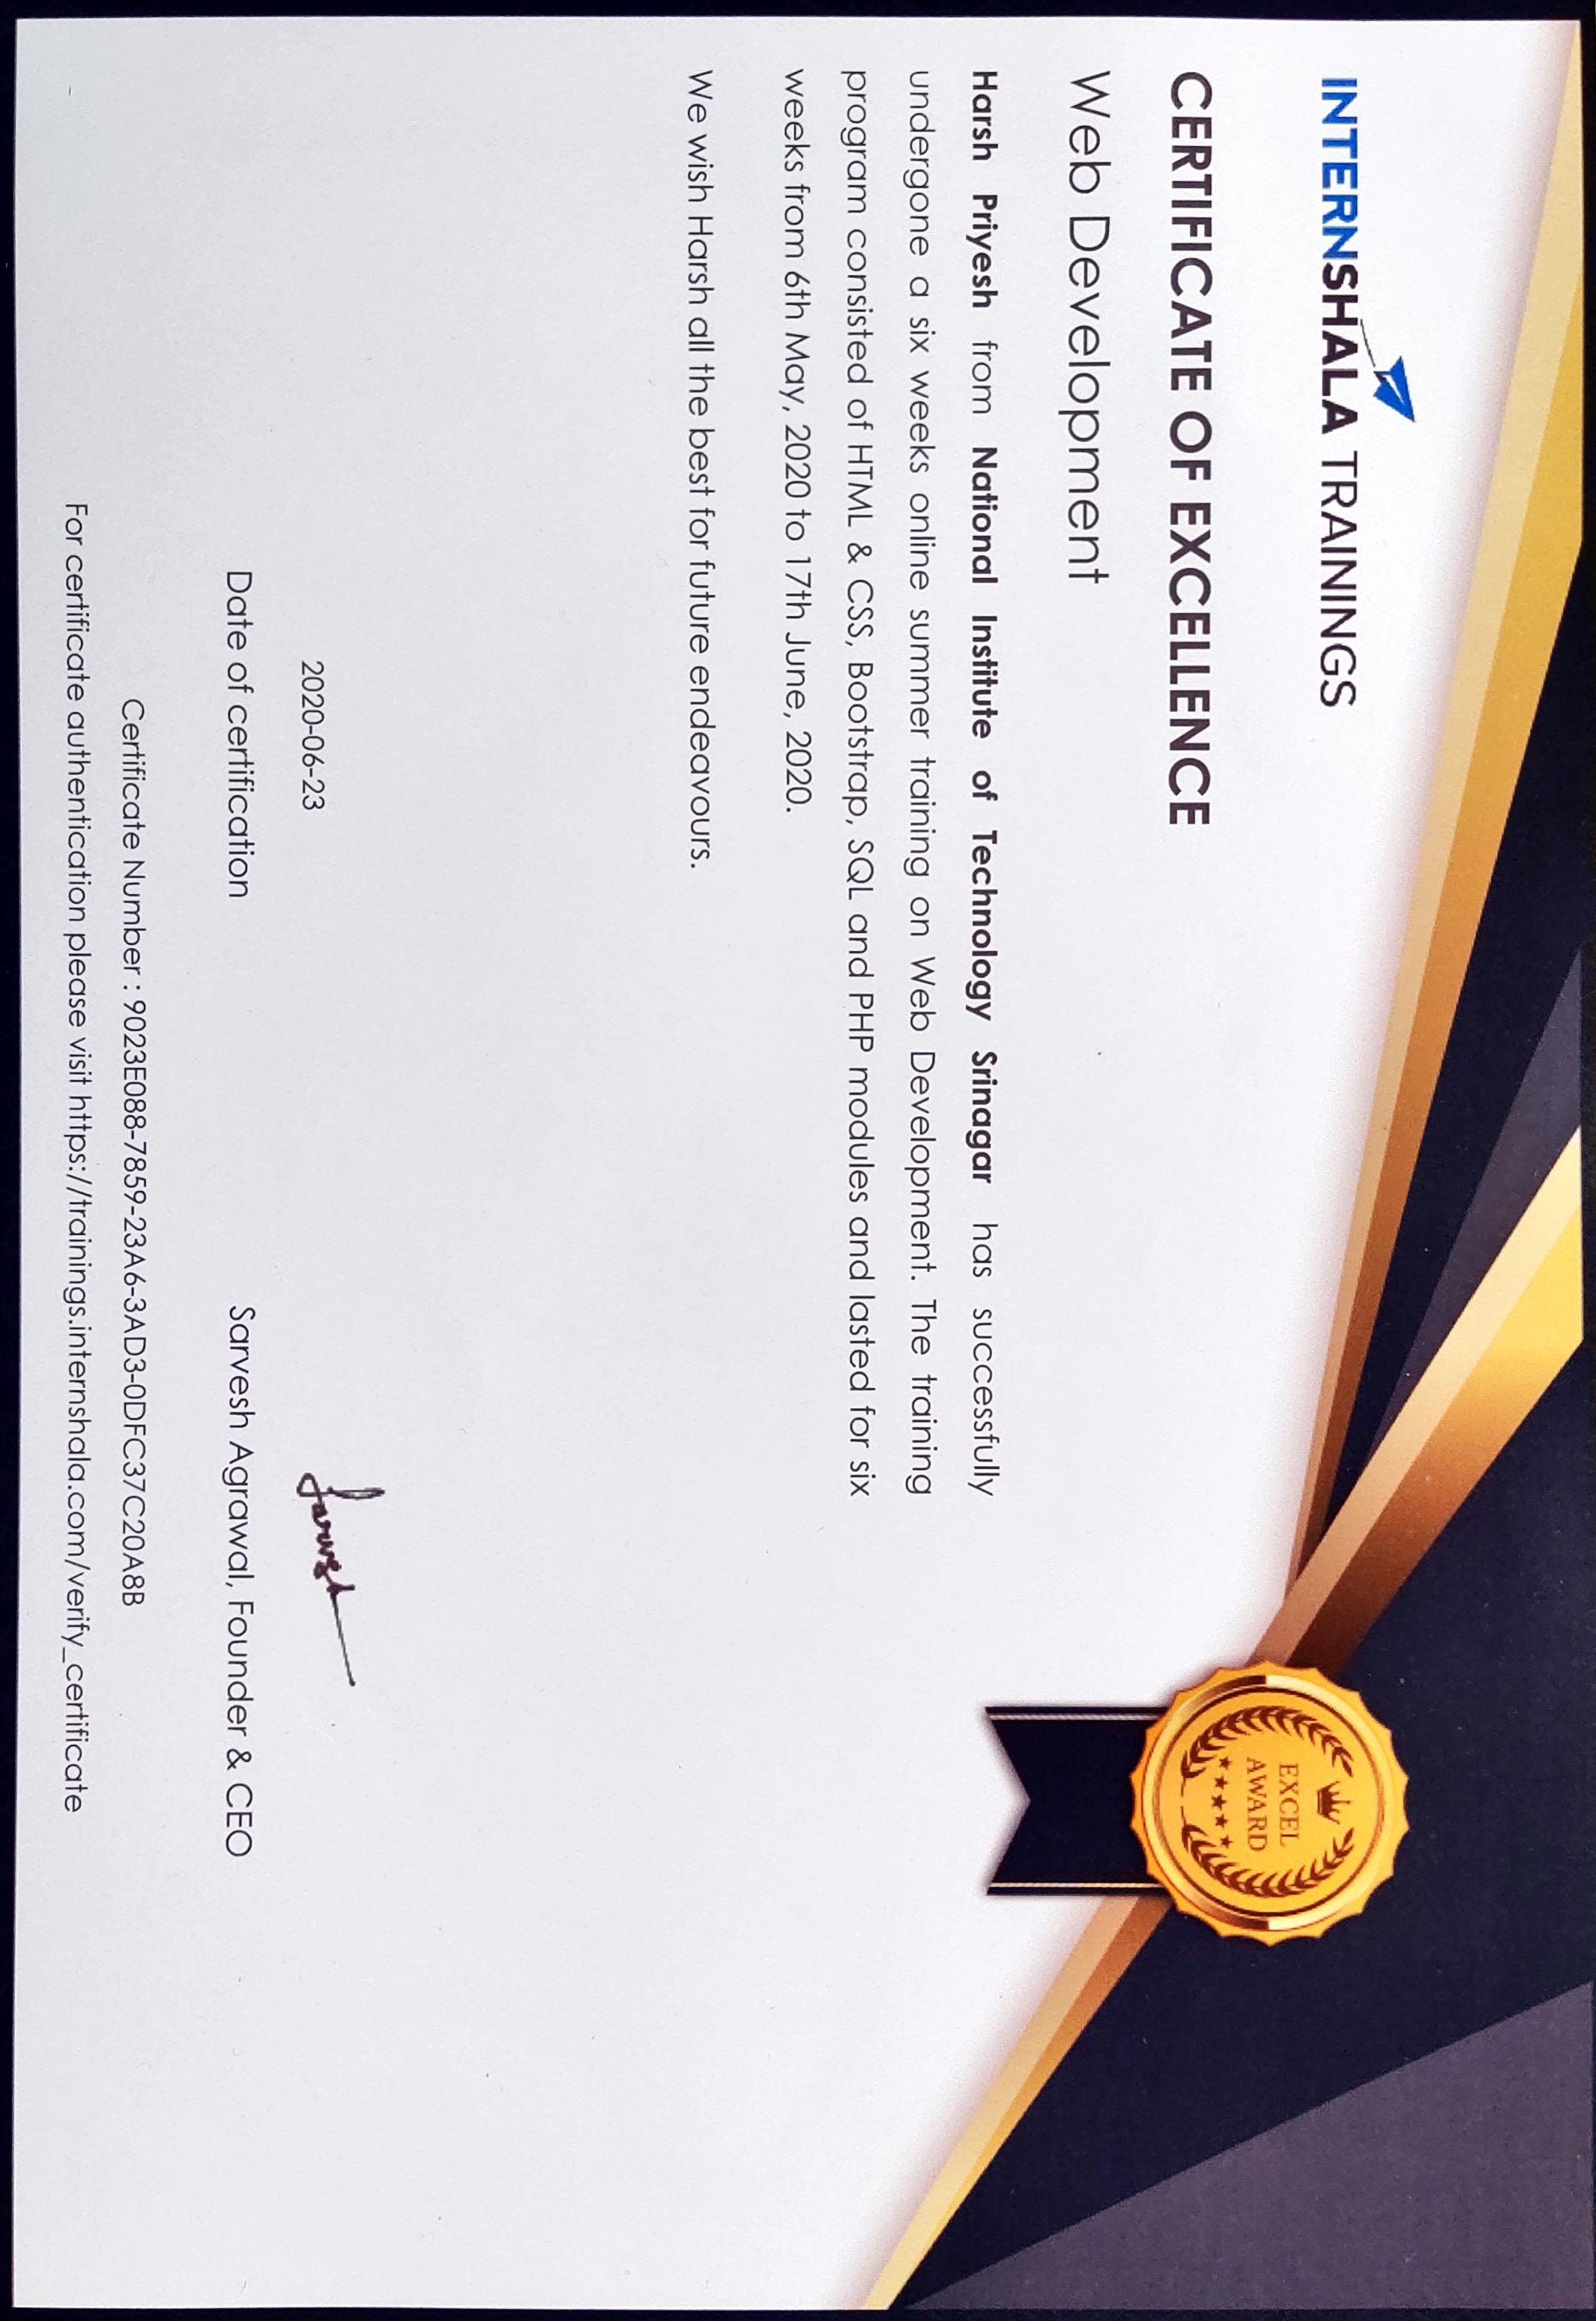 INTERNSHALA TRAININGS
EXCEL
AWARD
CERTIFICATE OF EXCELLENCE
Web Development
Harsh Priyesh from National Institute of Technology Srinagar has successfully
undergone a six weeks online summer training on Web Development. The training
program consisted of HTML & CSS, Bootstrap, SQL and PHP modules and lasted for six
weeks from 6th May, 2020 to 17th June, 2020.
We wish Harsh all the best for future endeavours.
2020-06-23
Date of certification
Sarvesh Agrawal, Founder & CEO
Certificate Number : 9023E088-7859-23A6-3AD3-0DFC37C20A8B
For certificate authentication please visit https://trainings.internshala.com/verify_certificate